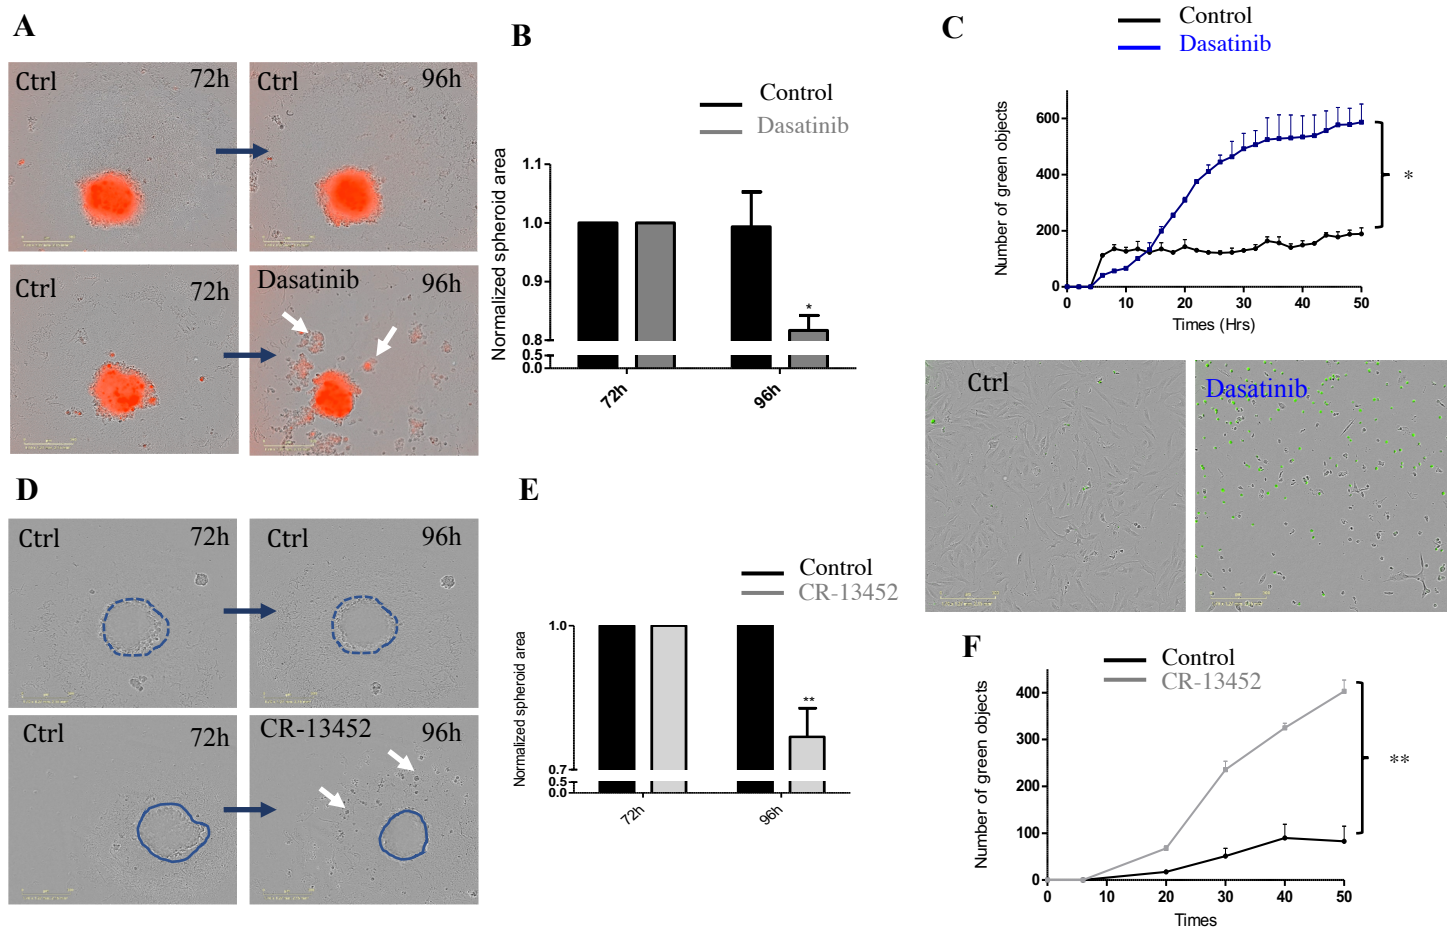 A
Ctrl 72h
Ctrl 96h
Ctrl 72h
Dasatinib 96h
B
Control
Dasatinib
Normalized spheroid area
1.1
1.0
0.9
0.8
0.5
0.0
*
72h
96h
C
Control
Dasatinib
Number of green objects
600
400
200
0
0 10 20 30 40 50
Times (Hrs)
*
Ctrl
Dasatinib
D
Ctrl 72h
Ctrl 96h
Ctrl 72h
CR-13452 96h
E
Control
CR-13452
Normalized spheroid area
1.0
0.7
0.5
0.0
**
72h
96h
F
Control
CR-13452
Number of green objects
400
300
200
100
0
0 10 20 30 40 50
Times
**